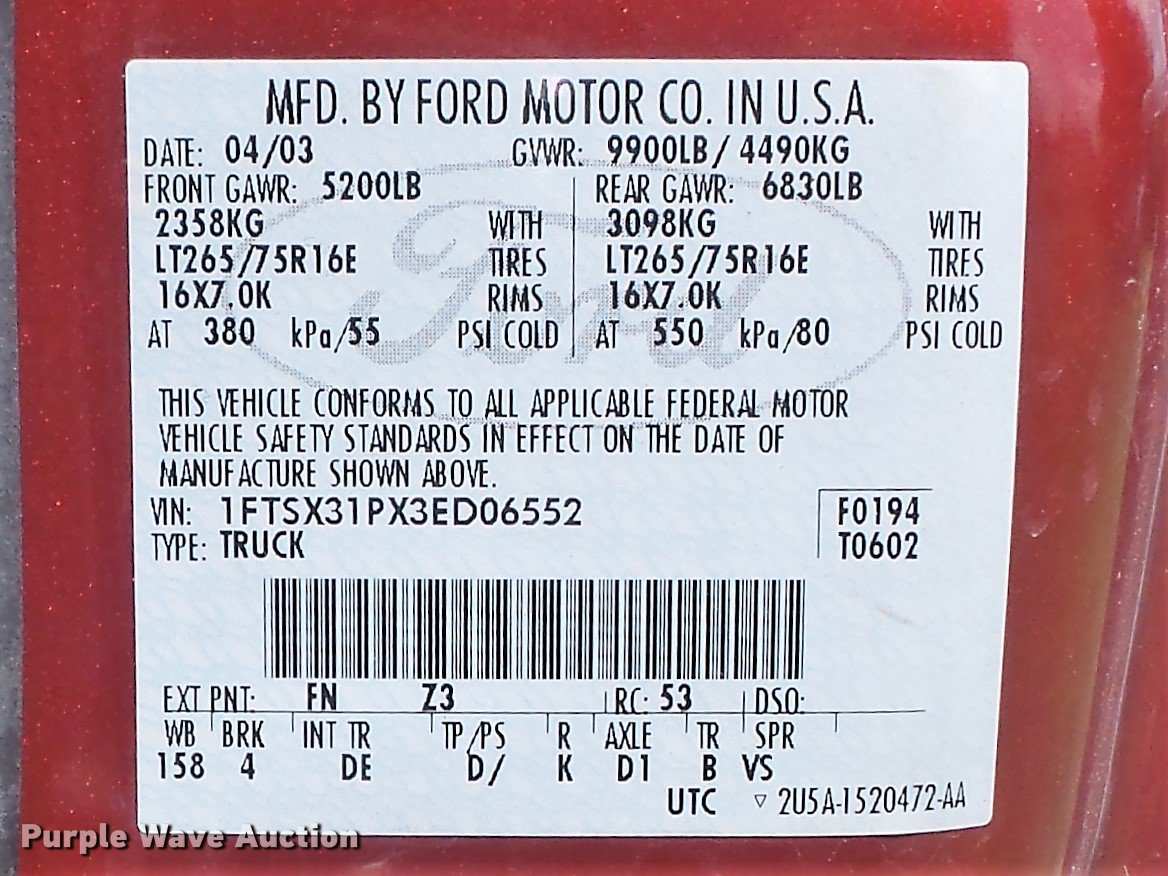 MFD. BY FORD MOTOR CO. IN U.S.A.
DATE: 04/03 GVWR: 9900LB/ 4490KG
FRONT GAWR: 5200LB REAR GAWR: 6830LB
2358KG WITH 3098KG WITH
LT265/75R16E TIRES LT265/75R16E TIRES
16X7.0K RIMS 16X7.0K RIMS
AT 380 kPa/55 PSI COLD AT 550 kPa/80 PSI COLD
Ford
THIS VEHICLE CONFORMS TO ALL APPLICABLE FEDERAL MOTOR
VEHICLE SAFETY STANDARDS IN EFFECT ON THE DATE OF
MANUFACTURE SHOWN ABOVE.
VIN: 1FTSX31PX3ED06552 F0194
TYPE: TRUCK T0602
EXT PNT: FN Z3 RC: 53 DSO:
WB BRK INT TR TP/PS R AXLE TR SPR
158 4 DE D/ K D1 B VS
UTC ▽ 2U5A-1520472-AA
Purple Wave Auction